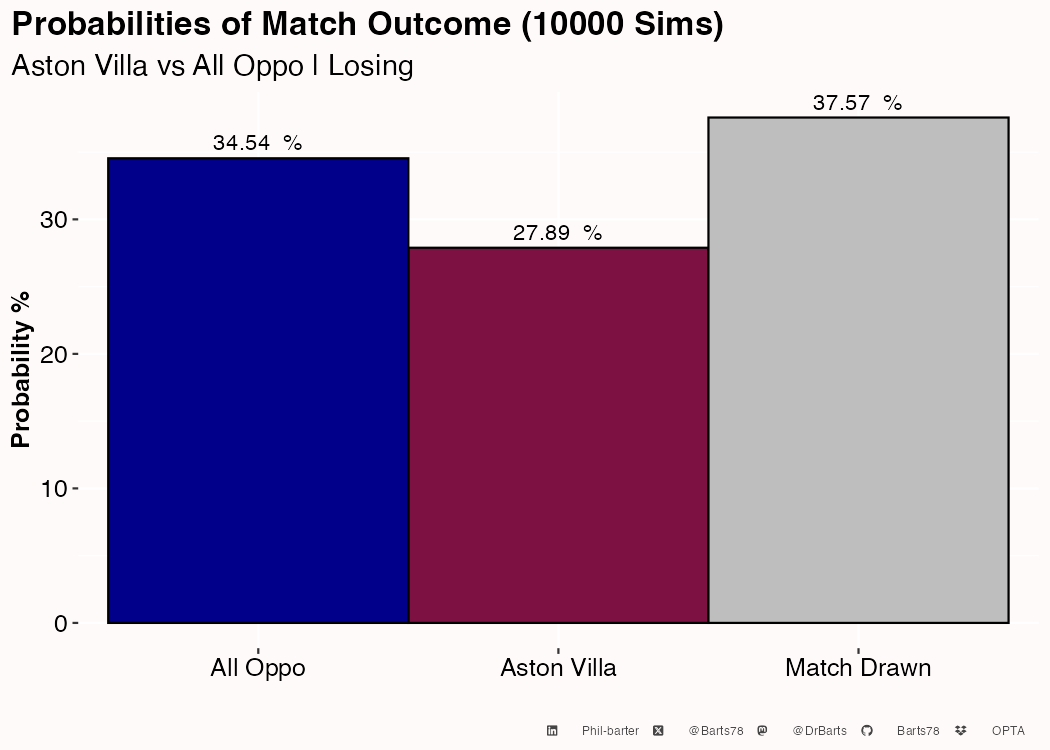 Probabilities of Match Outcome (10000 Sims)
Aston Villa vs All Oppo | Losing
37.57 %
34.54 %
27.89 %
Probability %
30
20
10
0
All Oppo Aston Villa Match Drawn
Phil-barter @Barts78 @DrBarts Barts78 OPTA